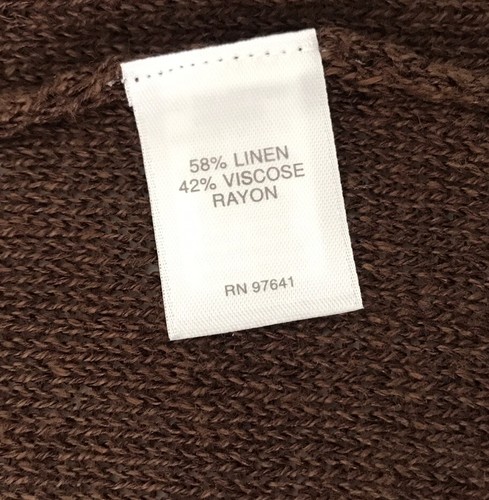 58% LINEN
42% VISCOSE
RAYON
RN 97641